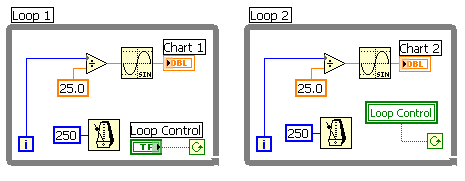 Loop 1
Chart 1
DBL
÷
SIN
25.0
i
250
Loop Control
TF
Loop 2
Chart 2
DBL
÷
SIN
25.0
Loop Control
i
250